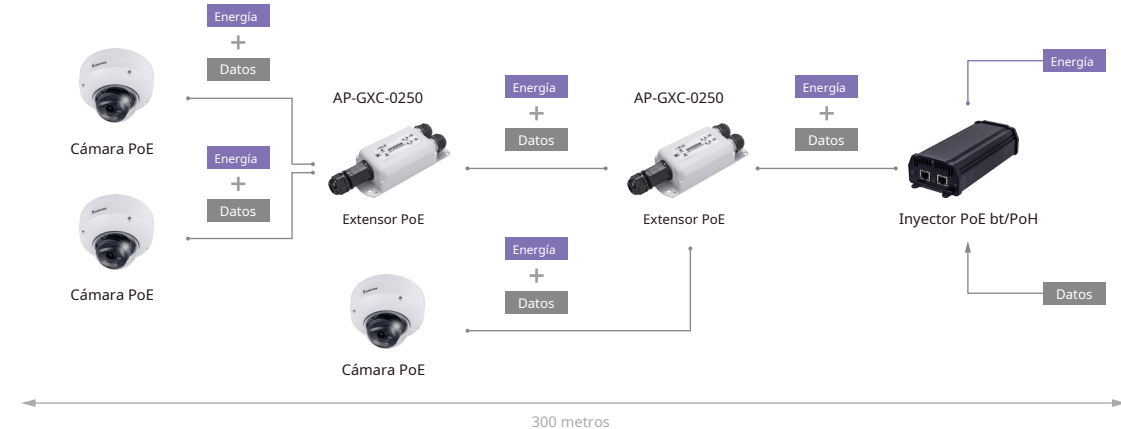 Energía
+
Datos
Cámara PoE
Energía
+
Datos
Cámara PoE
AP-GXC-0250
Extensor PoE
Energía
+
Datos
AP-GXC-0250
Extensor PoE
Energía
+
Datos
Cámara PoE
Energía
+
Datos
Energía
Inyector PoE bt/PoH
Datos
300 metros